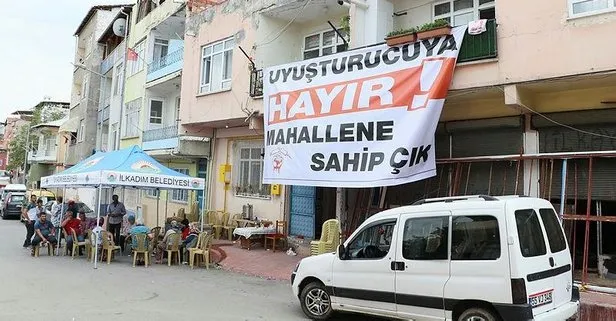 UYUŞTURUCUYA
HAYIR!
MAHALLENE
SAHİP ÇIK
İLKADIM BELEDİYESİ